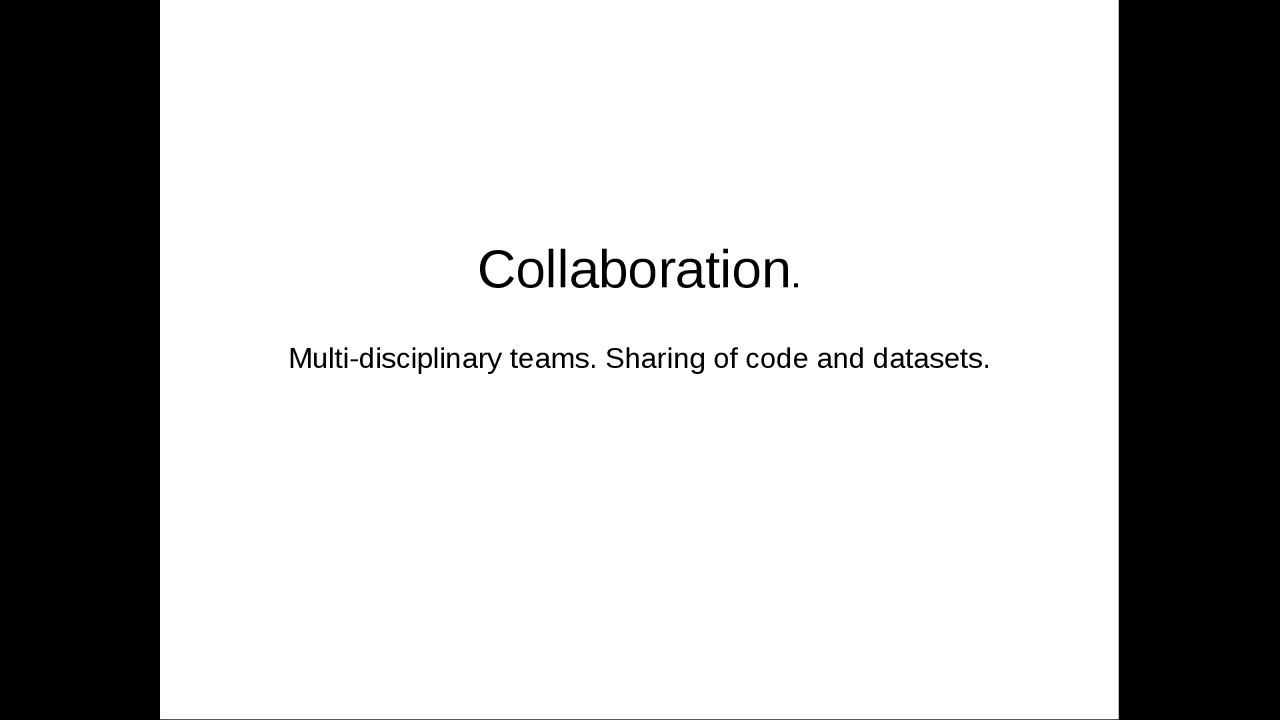 Collaboration.
Multi-disciplinary teams. Sharing of code and datasets.